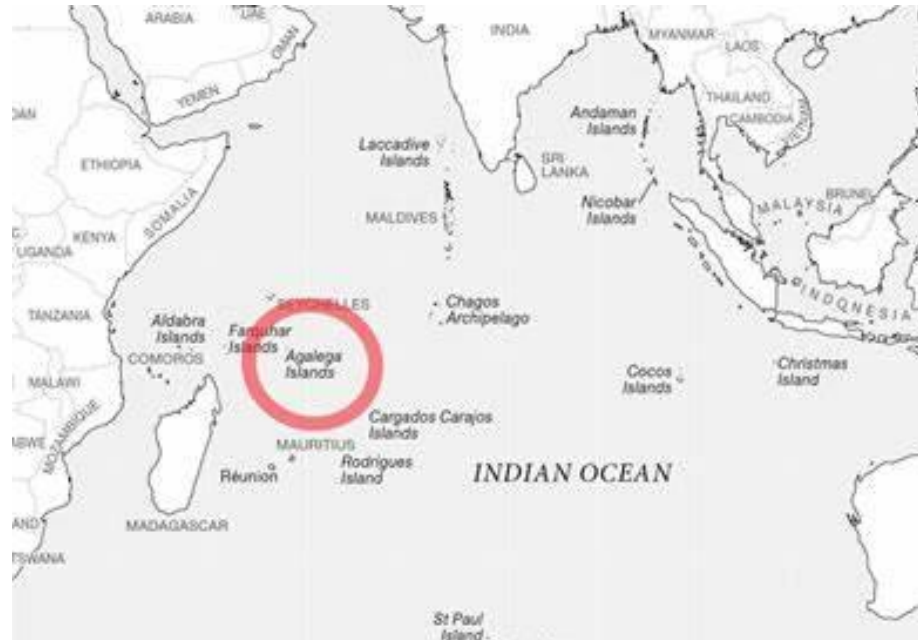 ARABIA
UAE
OMAN
INDIA
MYANMAR
LAOS
YEMEN
THAILAND
CAMBODIA
VIETNAM
Andaman
Islands
Laccadive
Islands
ETHIOPIA
SRI
LANKA
SOMALIA
MALDIVES
Nicobar
Islands
BRUNEI
MALAYSIA
KENYA
UGANDA
SEYCHELLES
Chagos
Archipelago
INDONESIA
TANZANIA
Aldabra
Islands
Farquhar
Islands
Agalega
Islands
COMOROS
MALAWI
Cocos
Islands
Christmas
Island
MOZAMBIQUE
Cargados Carajos
Islands
MAURITIUS
Réunion
Rodrigues
Island
INDIAN OCEAN
MADAGASCAR
TSWANA
St Paul
Island